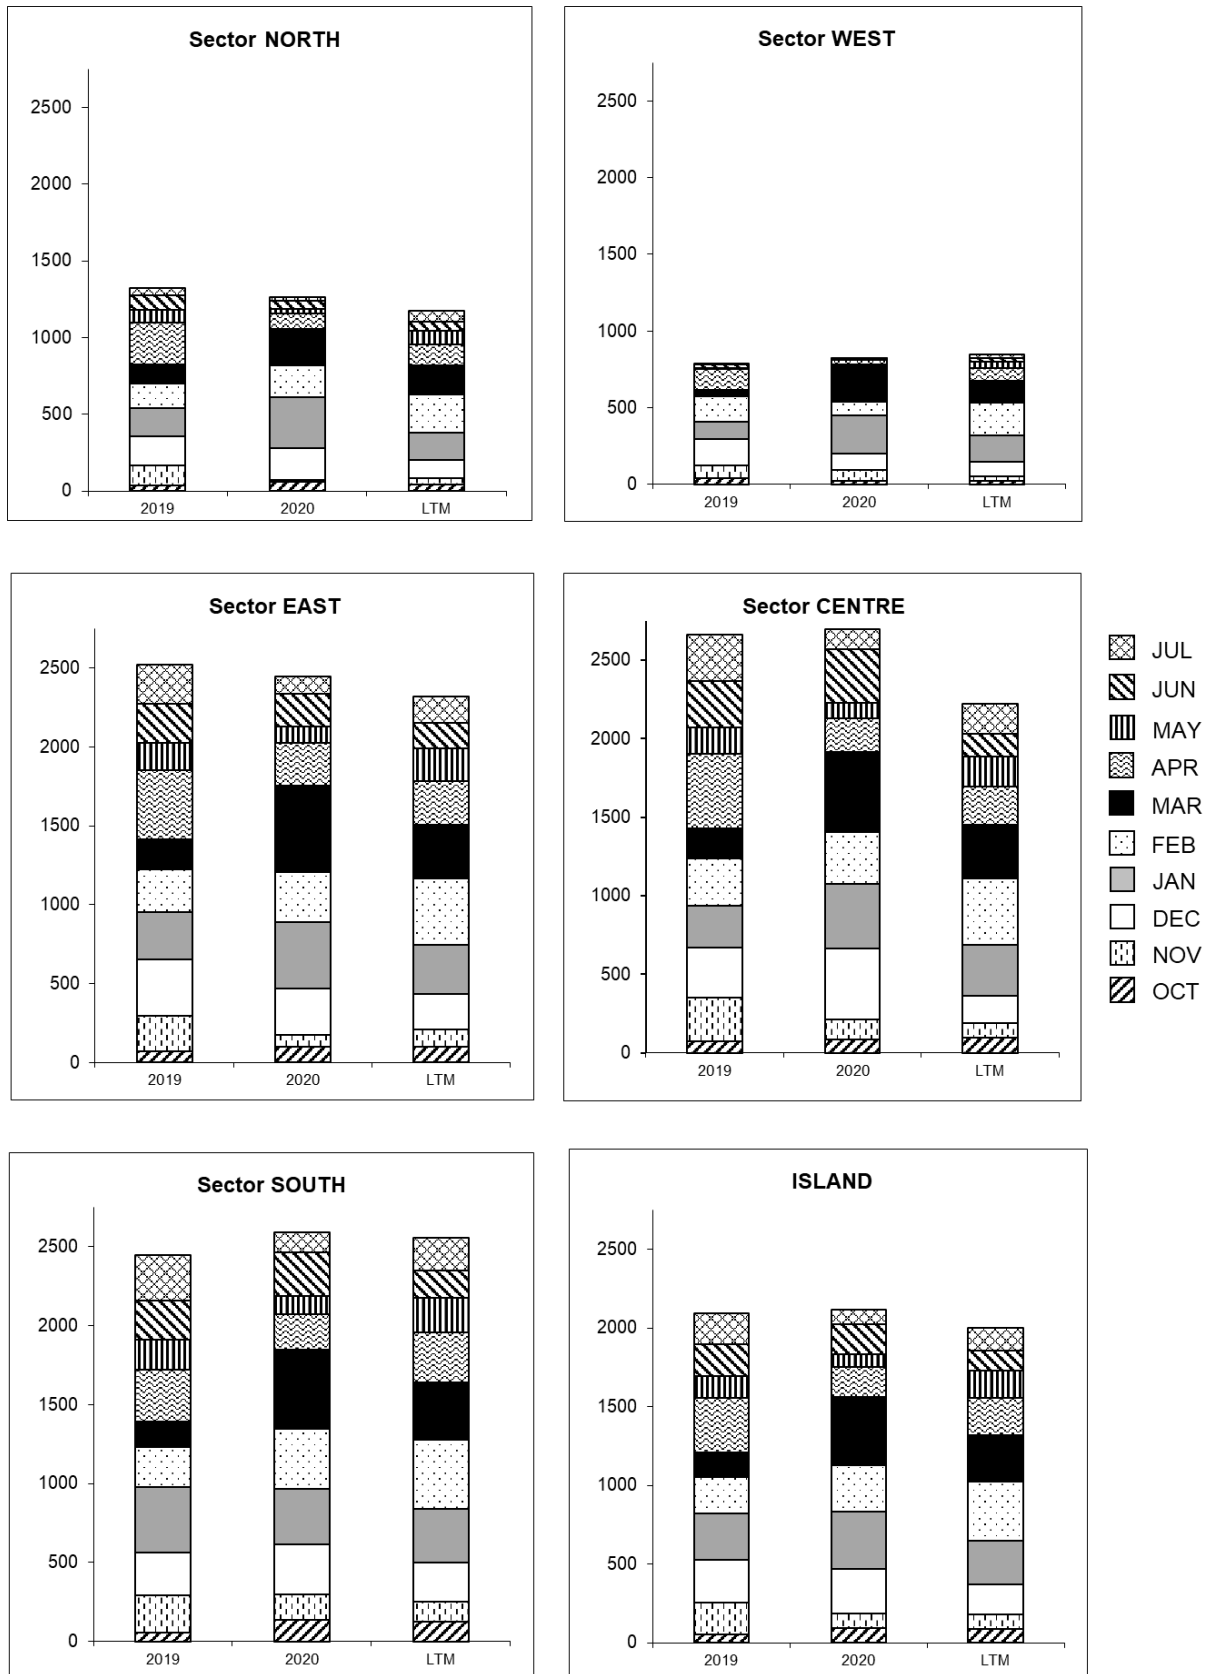 Sector NORTH
2500
2000
1500
1000
500
0
2019 2020 LTM
Sector WEST
2500
2000
1500
1000
500
0
2019 2020 LTM
Sector EAST
2500
2000
1500
1000
500
0
2019 2020 LTM
Sector CENTRE
2500
2000
1500
1000
500
0
2019 2020 LTM
JUL
JUN
MAY
APR
MAR
FEB
JAN
DEC
NOV
OCT
Sector SOUTH
2500
2000
1500
1000
500
0
2019 2020 LTM
ISLAND
2500
2000
1500
1000
500
0
2019 2020 LTM